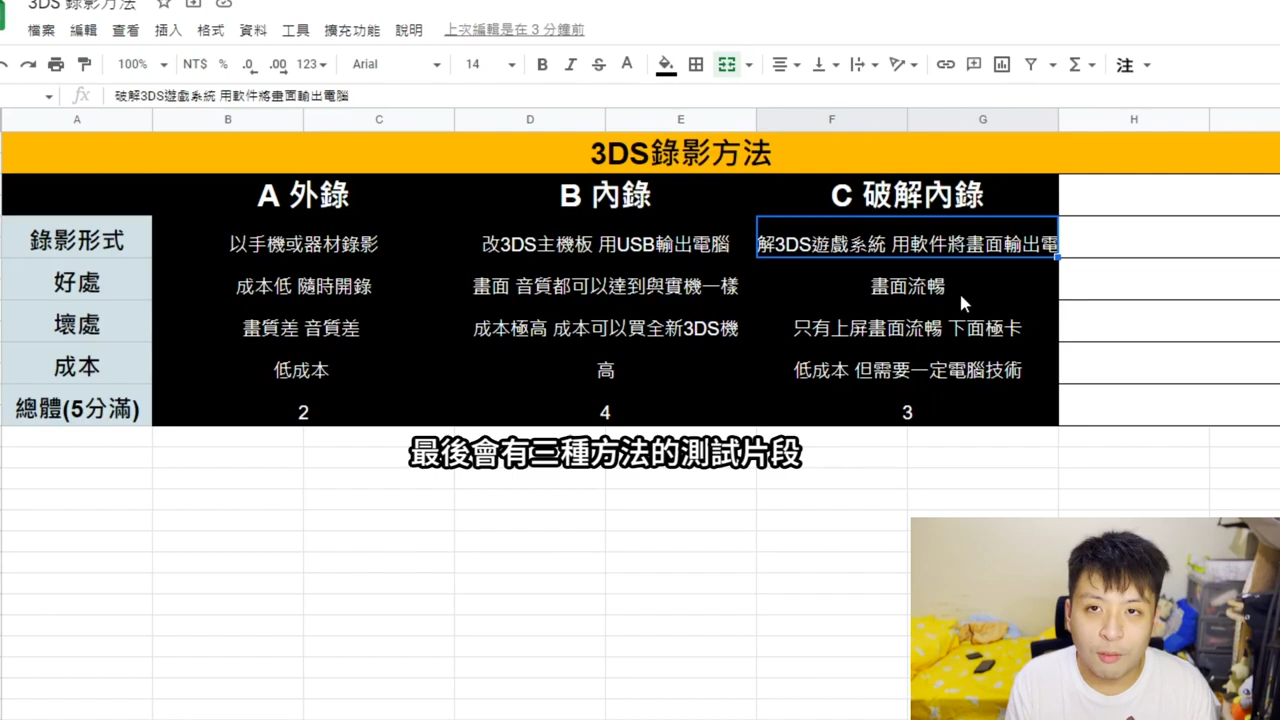 3DS 錄影方法
檔案 編輯 查看 插入 格式 資料 工具 擴充功能 說明 上次編輯是在 3 分鐘前
100% NT$ % .0 .00 123 Arial 14 B I S A 注
fx 破解3DS遊戲系統 用軟件將畫面輸出電腦
A B C D E F G H
3DS錄影方法
A 外錄 B 內錄 C 破解內錄
錄影形式 以手機或器材錄影 改3DS主機板 用USB輸出電腦 解3DS遊戲系統 用軟件將畫面輸出電
好處 成本低 隨時開錄 畫面 音質都可以達到與實機一樣 畫面流暢
壞處 畫質差 音質差 成本極高 成本可以買全新3DS機 只有上屏畫面流暢 下面極卡
成本 低成本 高 低成本 但需要一定電腦技術
總體(5分滿) 2 4 3
最後會有三種方法的測試片段